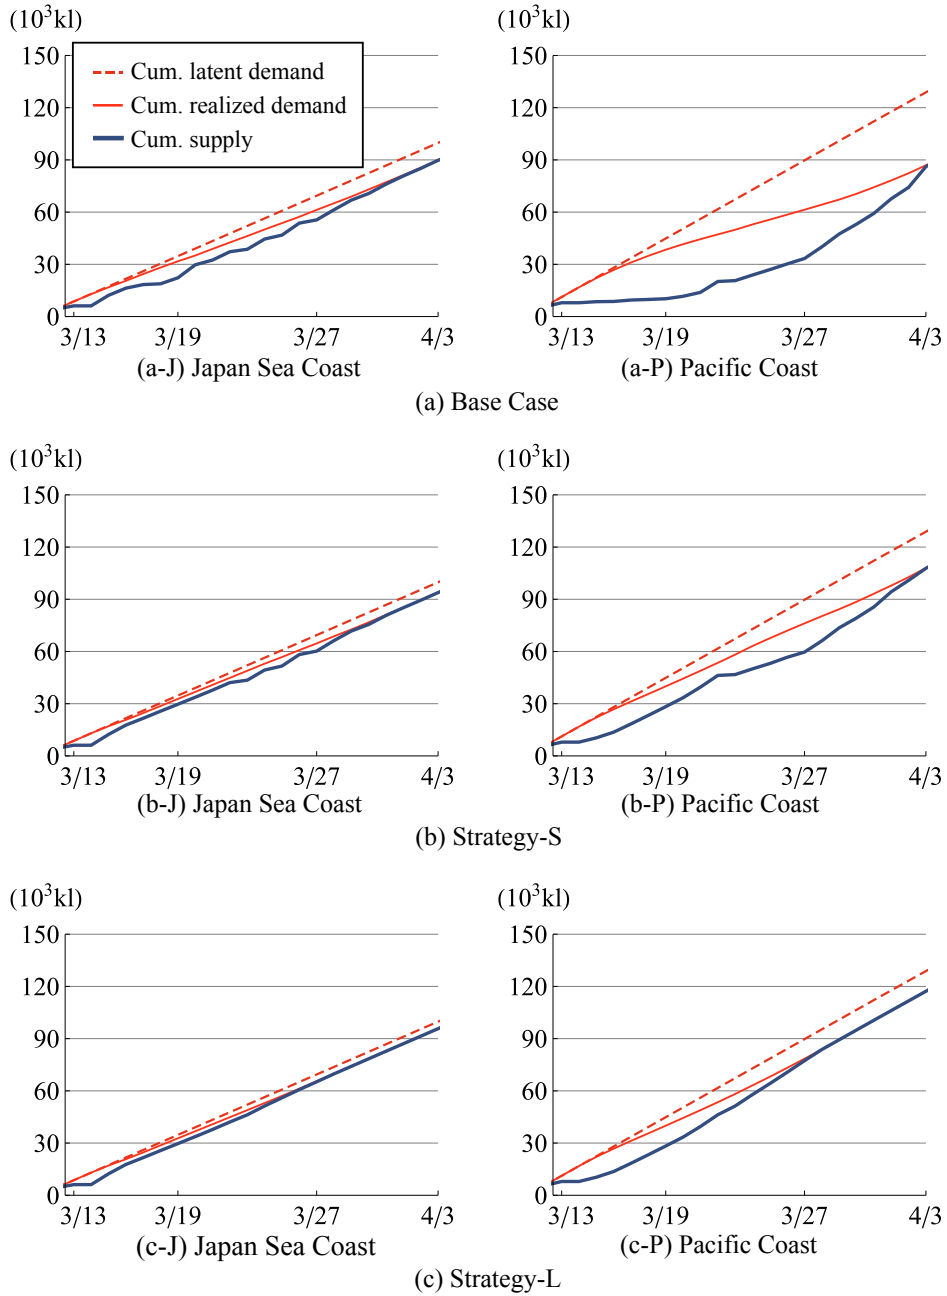 (10³kl)
150
120
90
60
30
0
Cum. latent demand
Cum. realized demand
Cum. supply
3/13 3/19 3/27 4/3
(a-J) Japan Sea Coast
(10³kl)
150
120
90
60
30
0
3/13 3/19 3/27 4/3
(a-P) Pacific Coast
(a) Base Case
(10³kl)
150
120
90
60
30
0
3/13 3/19 3/27 4/3
(b-J) Japan Sea Coast
(10³kl)
150
120
90
60
30
0
3/13 3/19 3/27 4/3
(b-P) Pacific Coast
(b) Strategy-S
(10³kl)
150
120
90
60
30
0
3/13 3/19 3/27 4/3
(c-J) Japan Sea Coast
(10³kl)
150
120
90
60
30
0
3/13 3/19 3/27 4/3
(c-P) Pacific Coast
(c) Strategy-L